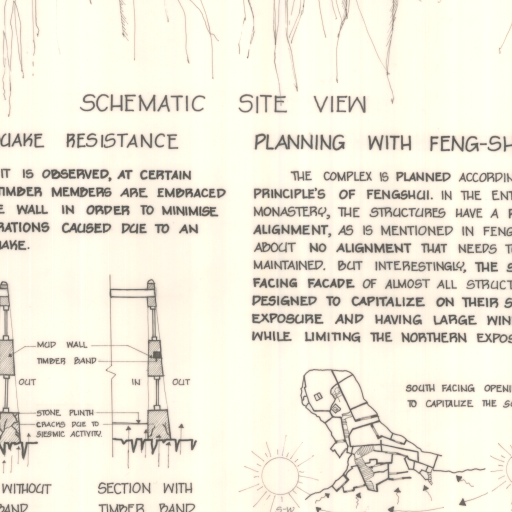 SCHEMATIC SITE VIEW
RESISTANCE
IT IS OBSERVED, AT CERTAIN
TIMBER MEMBERS ARE EMBRACED
WALL IN ORDER TO MINIMISE
CAUSED DUE TO AN
MUD WALL
TIMBER BAND
OUT
IN OUT
STONE PLINTH
CRACKS DUE TO
SEISMIC ACTIVITY.
WITHOUT
BAND
SECTION WITH
TIMBER BAND
PLANNING WITH FENG-SH
THE COMPLEX IS PLANNED ACCORDIN
PRINCIPLE'S OF FENGSHUI. IN THE ENT
MONASTERY, THE STRUCTURES HAVE A
ALIGNMENT, AS IS MENTIONED IN FENG
ABOUT NO ALIGNMENT THAT NEEDS T
MAINTAINED. BUT INTERESTINGLY, THE S
FACING FACADE OF ALMOST ALL STRUCT
DESIGNED TO CAPITALIZE ON THEIR S
EXPOSURE AND HAVING LARGE WIN
WHILE LIMITING THE NORTHERN EXPOS
SOUTH FACING OPENI
TO CAPITALIZE THE SO
S-W